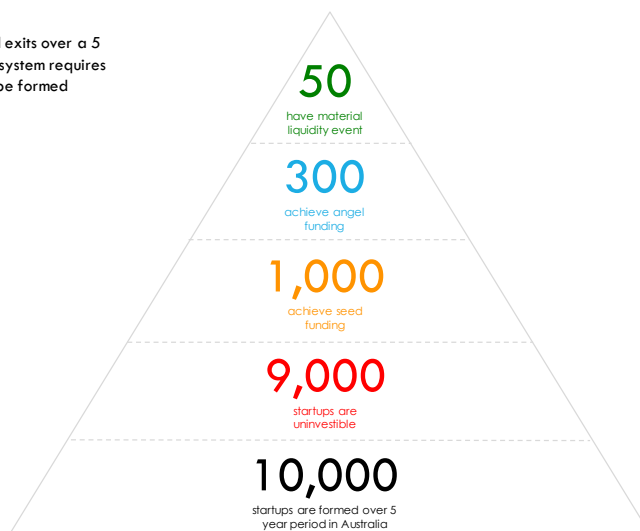 exits over a 5
system requires
be formed
50
have material
liquidity event
300
achieve angel
funding
1,000
achieve seed
funding
9,000
startups are
uninvestible
10,000
startups are formed over 5
year period in Australia